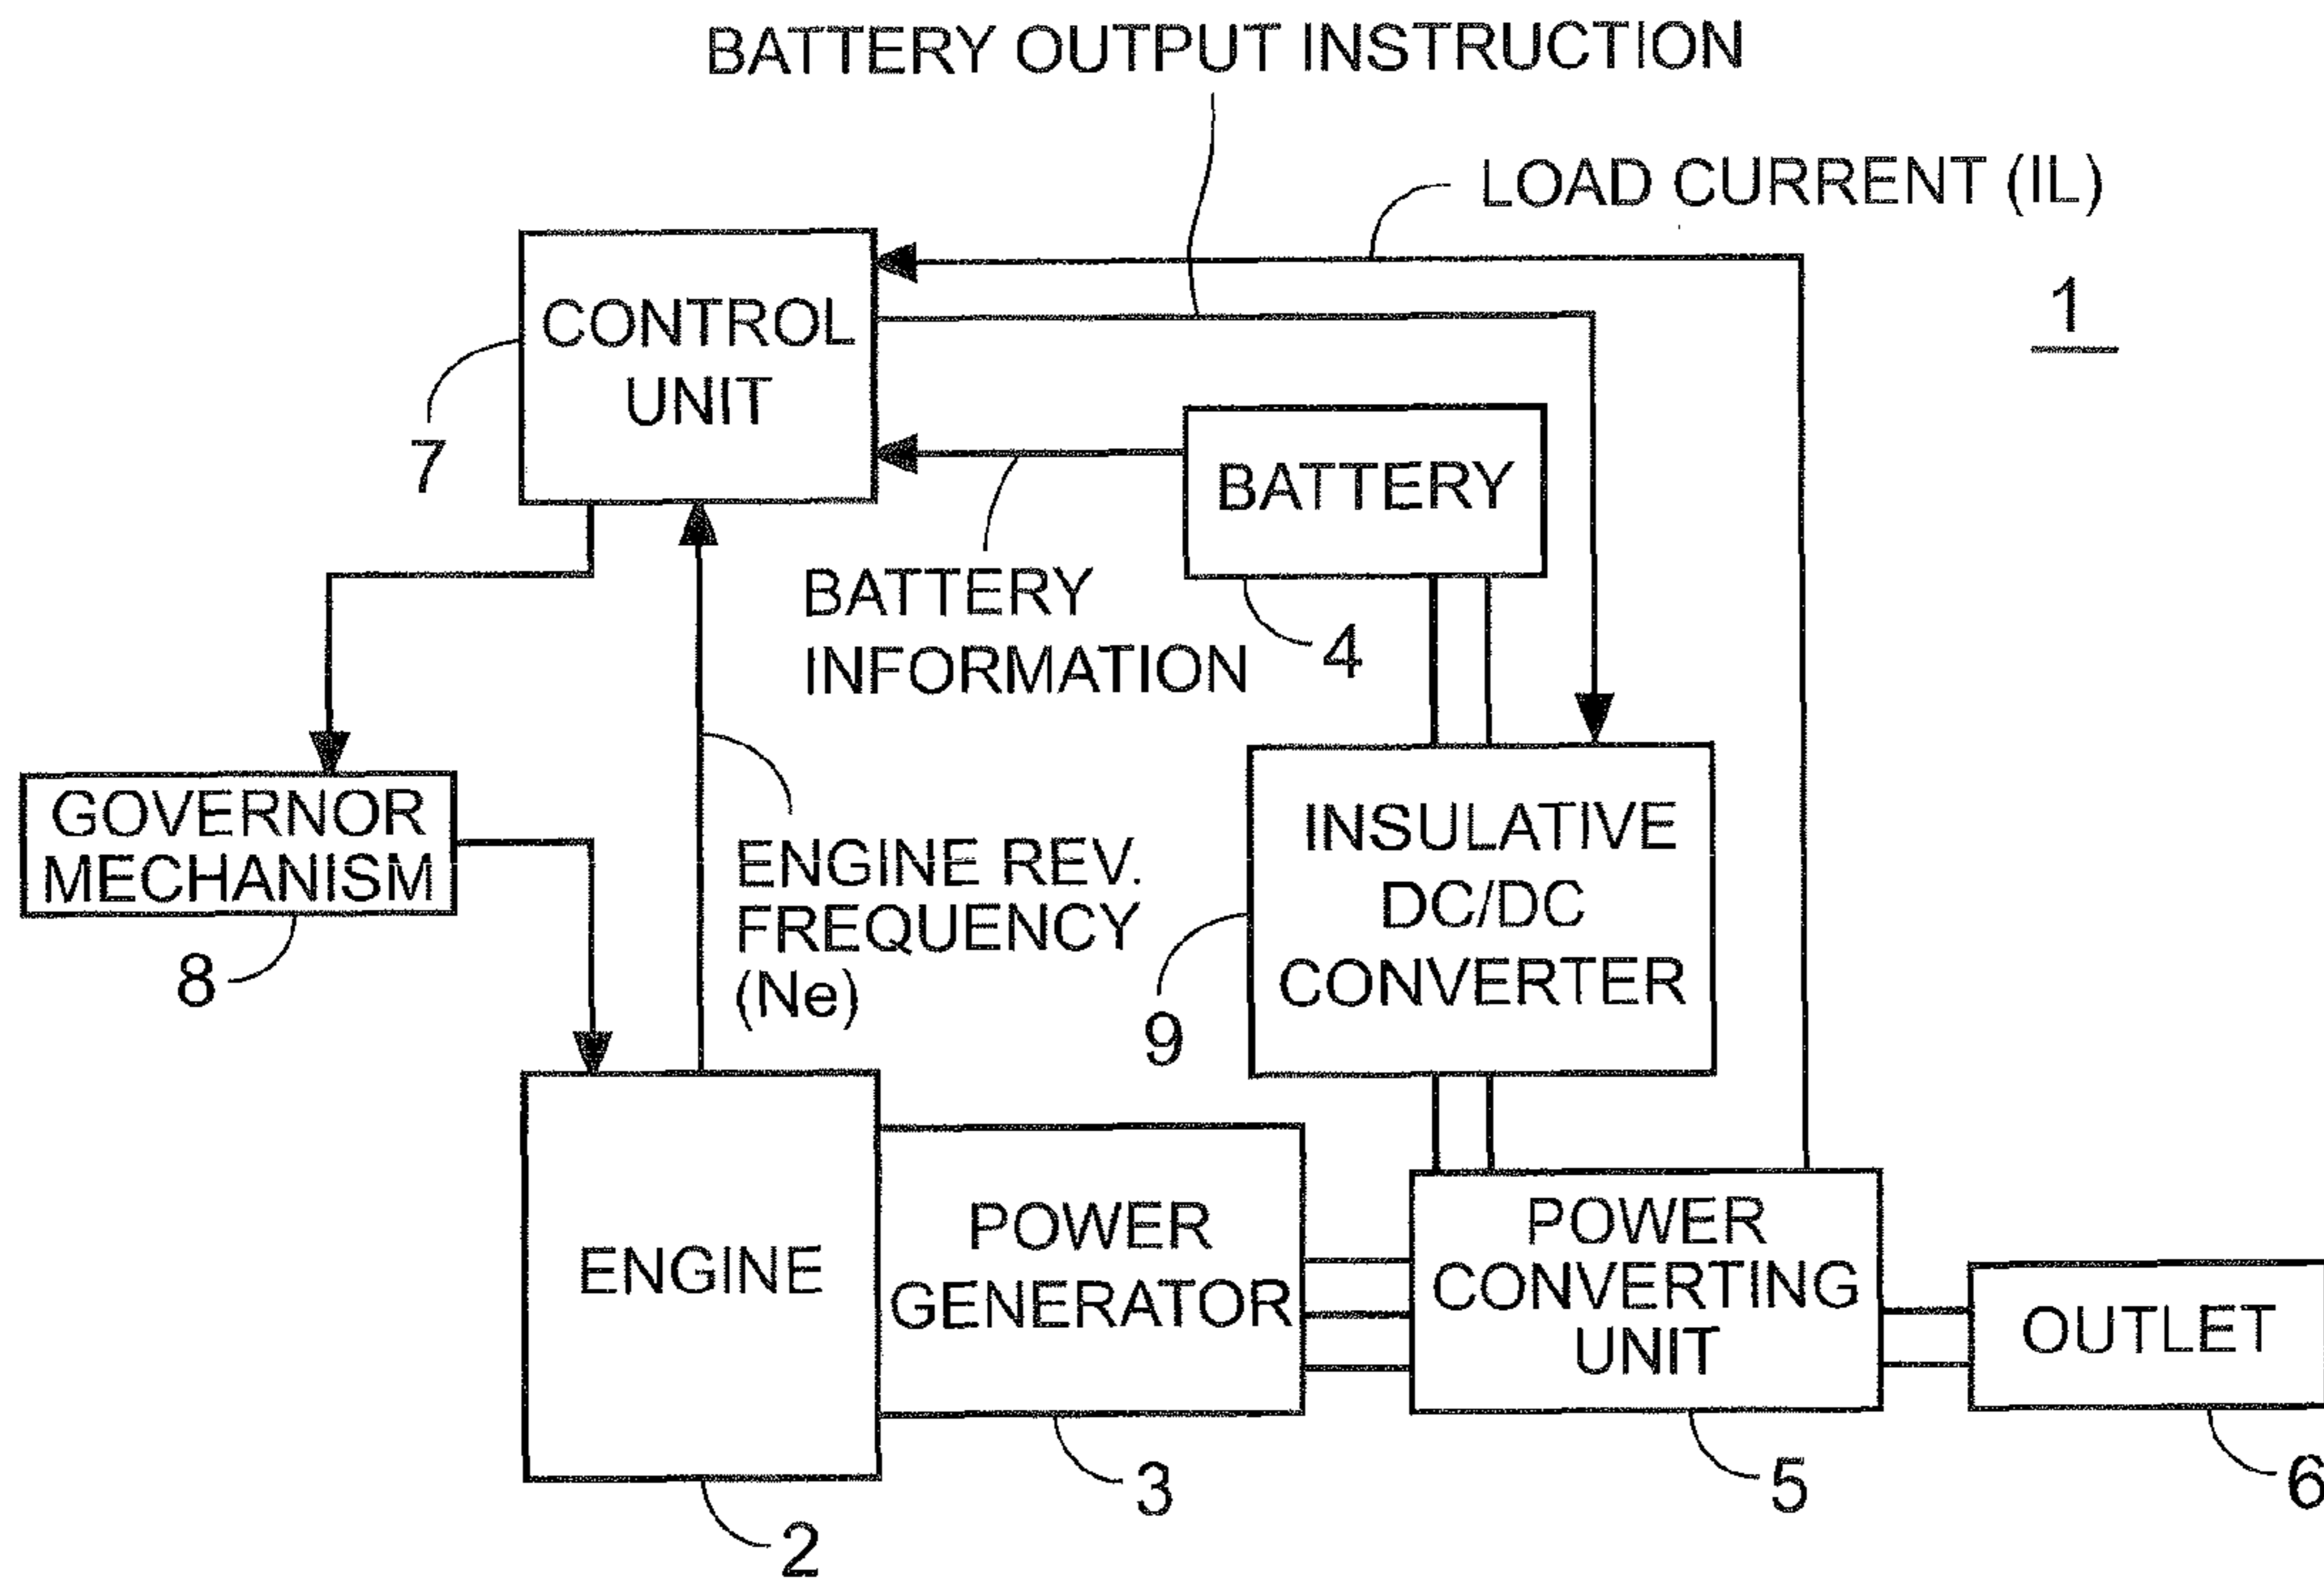 BATTERY OUTPUT INSTRUCTION
LOAD CURRENT (IL)
1
CONTROL
UNIT
7
BATTERY
4
BATTERY
INFORMATION
GOVERNOR
MECHANISM
8
ENGINE REV.
FREQUENCY
(Ne)
INSULATIVE
DC/DC
CONVERTER
9
ENGINE
2
POWER
GENERATOR
3
POWER
CONVERTING
UNIT
5
OUTLET
6